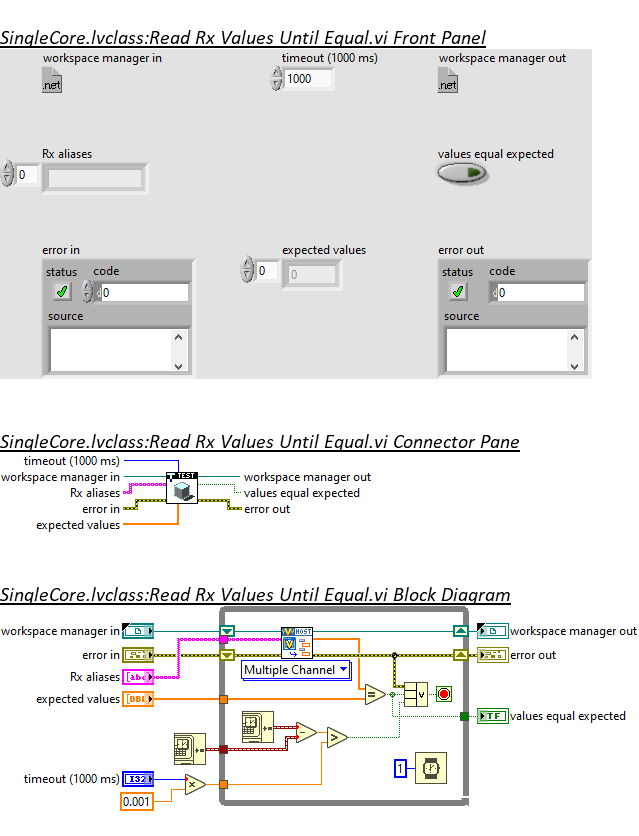 SingleCore.lvclass:Read Rx Values Until Equal.vi Front Panel
workspace manager in
timeout (1000 ms)
workspace manager out
.net
1000
.net
Rx aliases
values equal expected
0
error in
expected values
error out
status
code
0
0
status
code
0
0
source
source
SingleCore.lvclass:Read Rx Values Until Equal.vi Connector Pane
timeout (1000 ms)
workspace manager in
TEST
workspace manager out
Rx aliases
values equal expected
error in
error out
expected values
SingleCore.lvclass:Read Rx Values Until Equal.vi Block Diagram
workspace manager in
HOST
workspace manager out
error in
error out
Multiple Channel
Rx aliases
abc
expected values
DBL
values equal expected
TF
timeout (1000 ms)
I32
1
0.001